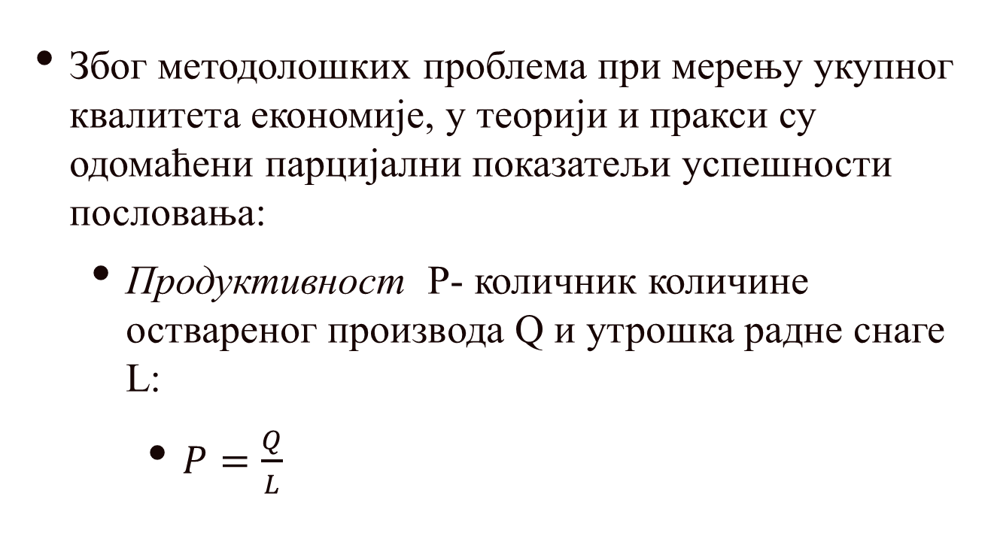 • Због методолошких проблема при мерењу укупног
квалитета економије, у теорији и пракси су
одомаћени парцијални показатељи успешности
пословања:
• Продуктивност P- количник количине
оствареног производа Q и утрошка радне снаге
L:
• P = Q/L